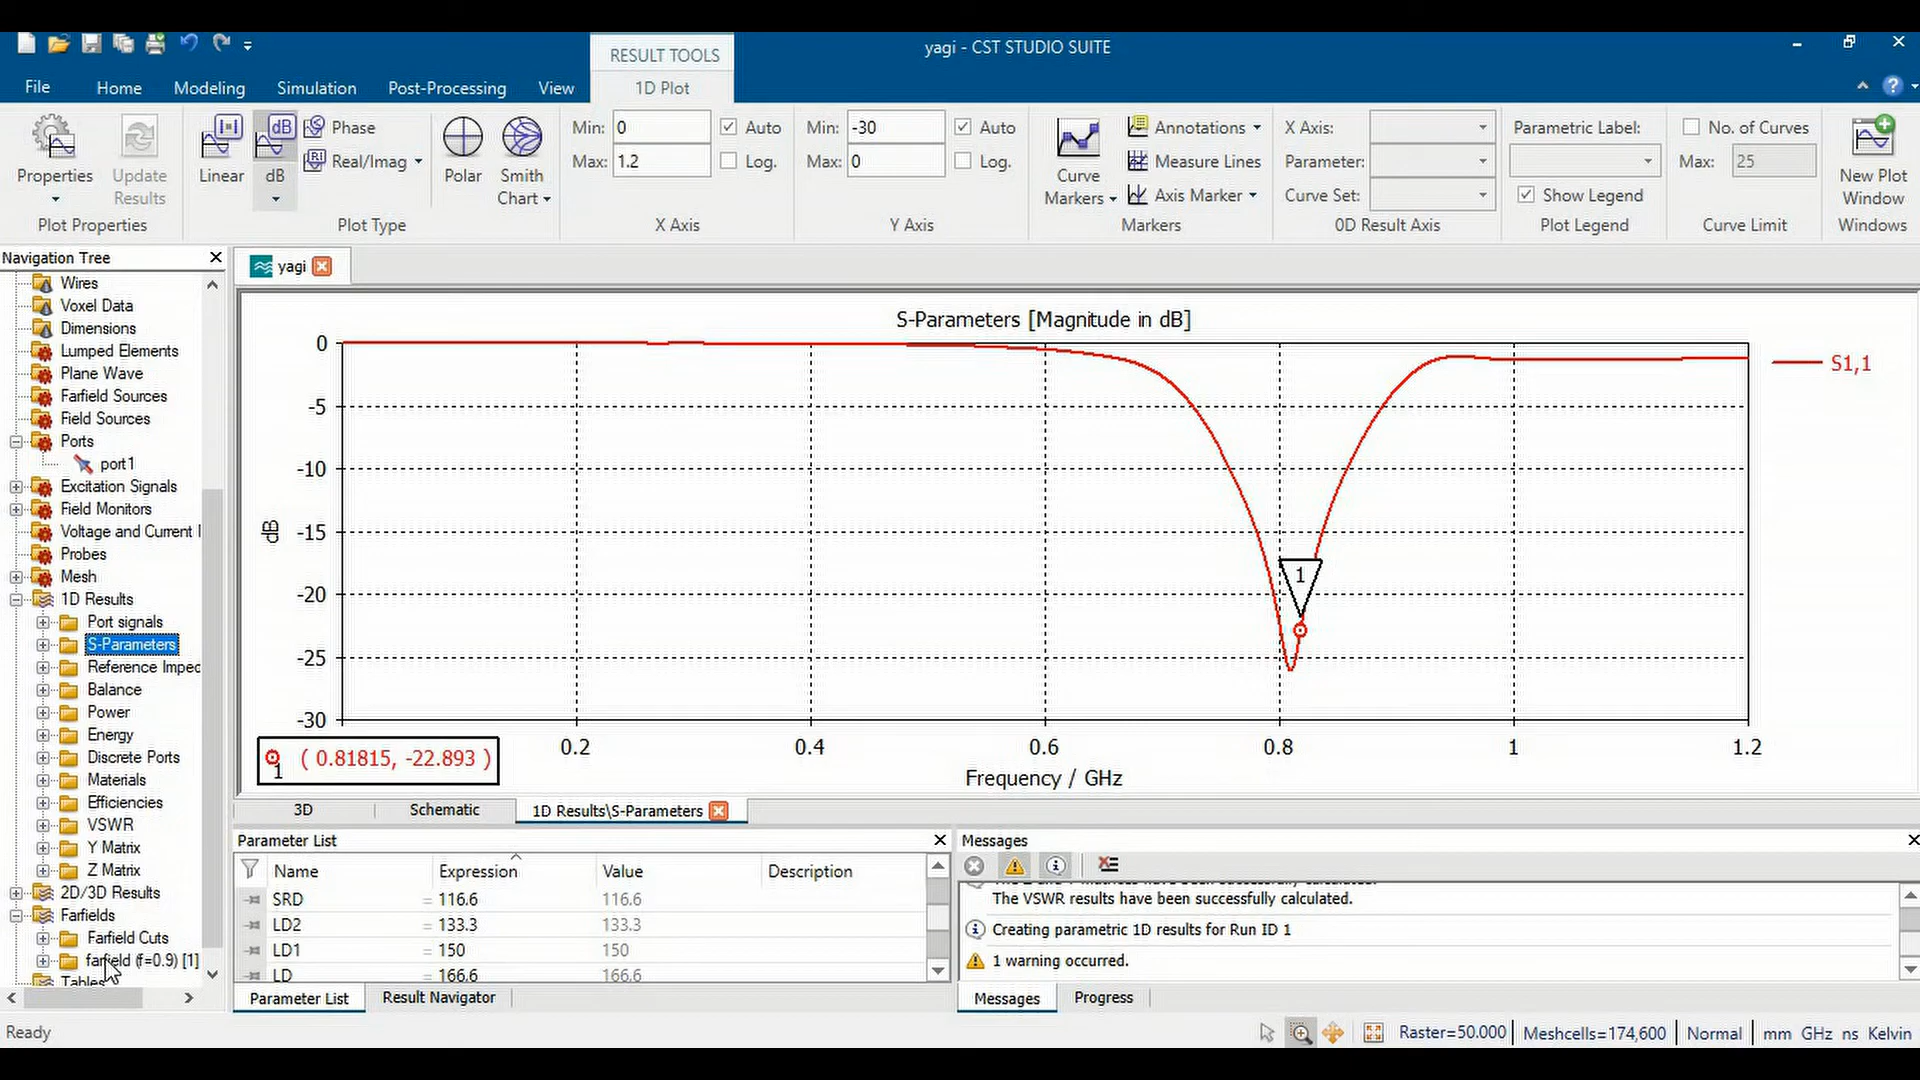 RESULT TOOLS
yagi - CST STUDIO SUITE
File
Home
Modeling
Simulation
Post-Processing
View
1D Plot
Properties
Update Results
Plot Properties
Linear
dB
Phase
Real/Imag
Polar
Smith Chart
Plot Type
Min: 0
Auto
Max: 1.2
Log.
X Axis
Min: -30
Auto
Max: 0
Log.
Y Axis
Curve Markers
Annotations
Measure Lines
Axis Marker
Markers
X Axis:
Parameter:
Curve Set:
0D Result Axis
Parametric Label:
Show Legend
Plot Legend
No. of Curves
Max: 25
Curve Limit
New Plot Window
Windows
Navigation Tree
Wires
Voxel Data
Dimensions
Lumped Elements
Plane Wave
Farfield Sources
Field Sources
Ports
port1
Excitation Signals
Field Monitors
Voltage and Current
Probes
Mesh
1D Results
Port signals
S-Parameters
Reference Impec
Balance
Power
Energy
Discrete Ports
Materials
Efficiencies
VSWR
Y Matrix
Z Matrix
2D/3D Results
Farfields
Farfield Cuts
farfield (f=0.9) [1]
Tables
yagi
S-Parameters [Magnitude in dB]
0
-5
-10
-15
-20
-25
-30
dB
S1,1
1
0.2
0.4
0.6
0.8
1
1.2
Frequency / GHz
1 ( 0.81815, -22.893 )
3D
Schematic
1D Results\S-Parameters
Parameter List
Name
Expression
Value
Description
SRD = 116.6 116.6
LD2 = 133.3 133.3
LD1 = 150 150
LD = 166.6 166.6
Parameter List
Result Navigator
Messages
The VSWR results have been successfully calculated.
Creating parametric 1D results for Run ID 1
1 warning occurred.
Messages
Progress
Ready
Raster=50.000
Meshcells=174,600
Normal
mm GHz ns Kelvin